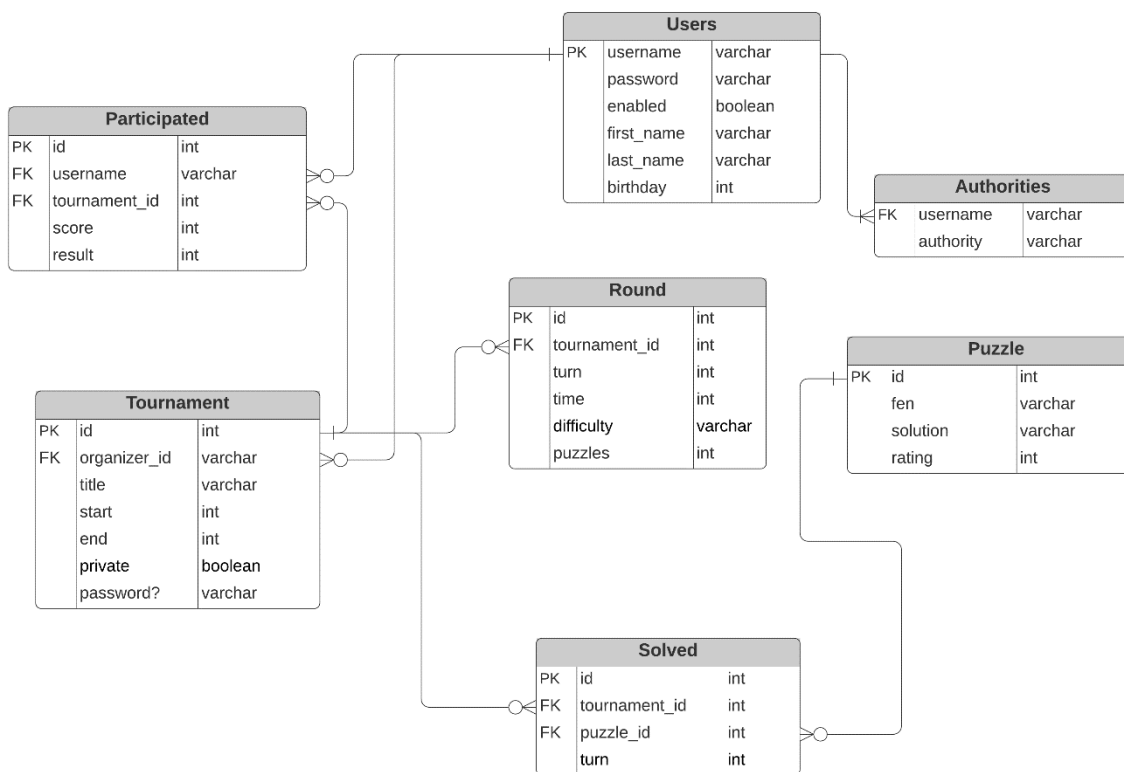 Users
PK username varchar
password varchar
enabled boolean
first_name varchar
last_name varchar
birthday int
Participated
PK id int
FK username varchar
FK tournament_id int
score int
result int
Authorities
FK username varchar
authority varchar
Round
PK id int
FK tournament_id int
turn int
time int
difficulty varchar
puzzles int
Puzzle
PK id int
fen varchar
solution varchar
rating int
Tournament
PK id int
FK organizer_id varchar
title varchar
start int
end int
private boolean
password? varchar
Solved
PK id int
FK tournament_id int
FK puzzle_id int
turn int